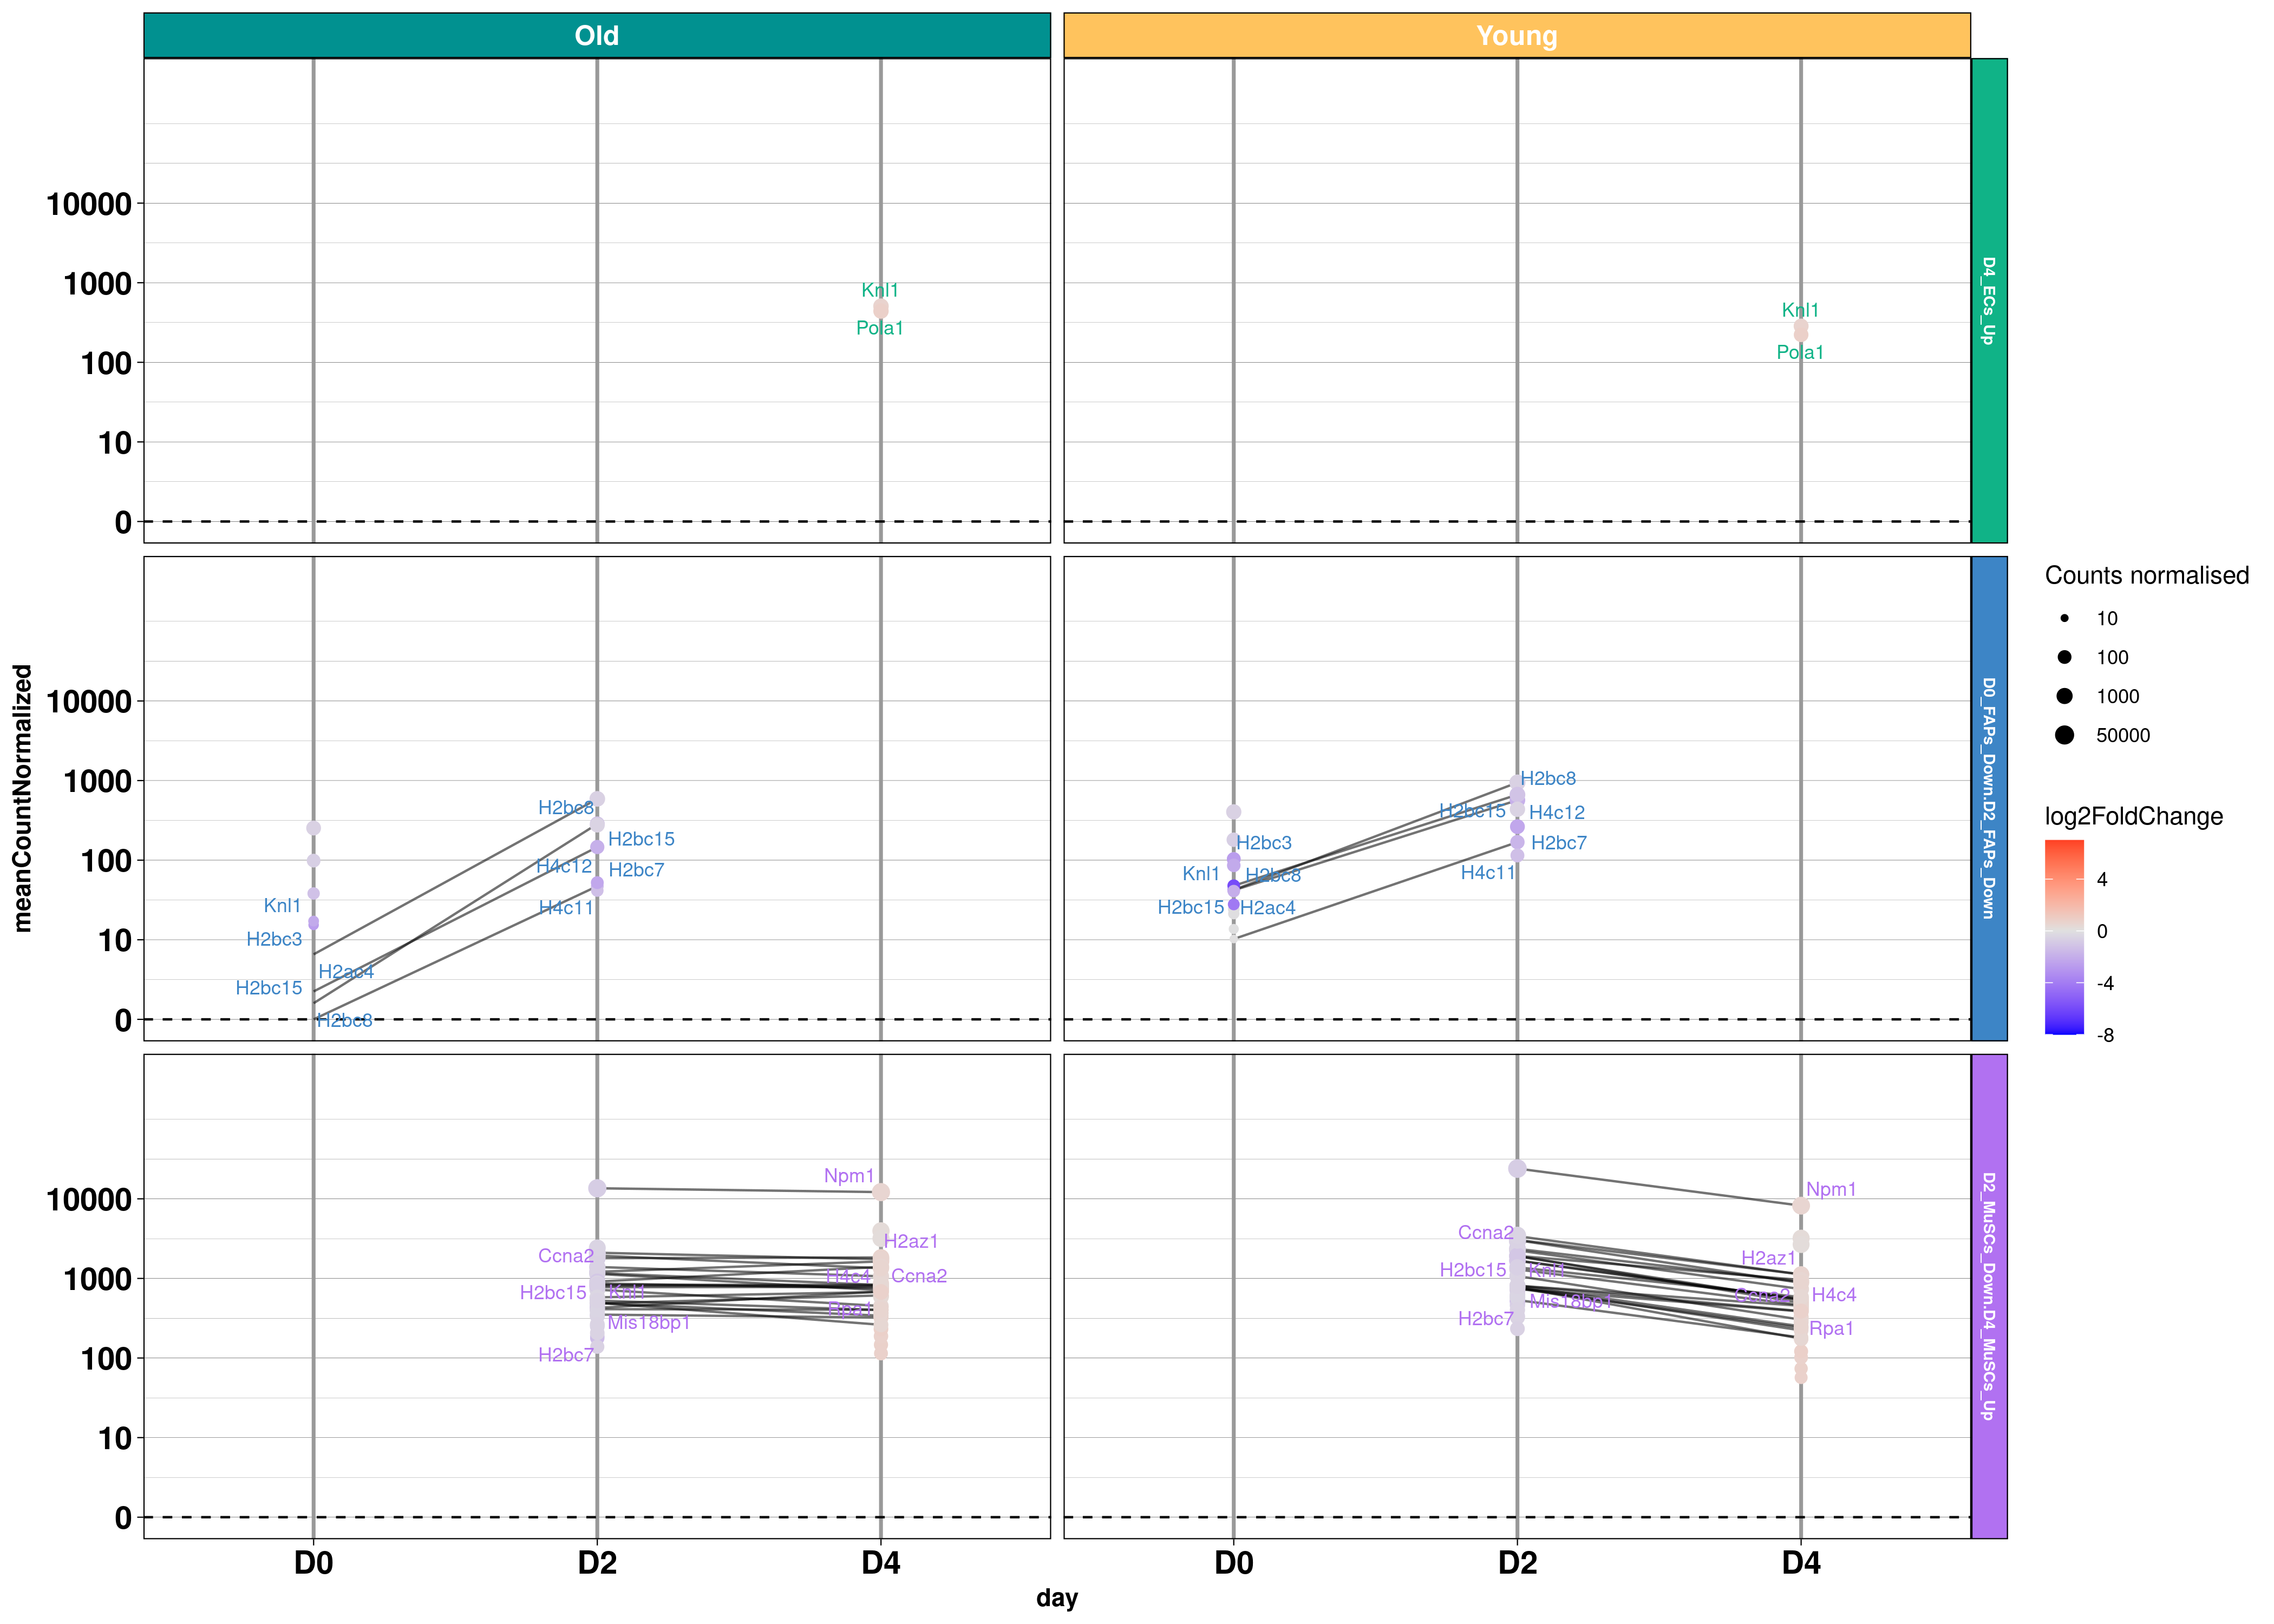 Old
Young
10000
1000
100
10
0
Knl1
Pola1
Knl1
Pola1
D4_ECs_Up
meanCountNormalized
10000
1000
100
10
0
Knl1
H2bc3
H2ac4
H2bc15
H2bc8
H2bc8
H2bc15
H4c12
H2bc7
H4c11
H2bc3
Knl1
H2bc8
H2bc15
H2ac4
H2bc8
H2bc15
H4c12
H2bc7
H4c11
D0_FAPs_Down.D2_FAPs_Down
10000
1000
100
10
0
Ccna2
H2bc15
Knl1
Mis18bp1
H2bc7
Npm1
H2az1
H4c4
Ccna2
Rpa1
Ccna2
H2bc15
Knl1
Mis18bp1
H2bc7
Npm1
H2az1
Ccna2
H4c4
Rpa1
D2_MuSCs_Down.D4_MuSCs_Up
D0
D2
D4
D0
D2
D4
day
Counts normalised
10
100
1000
50000
log2FoldChange
4
0
-4
-8